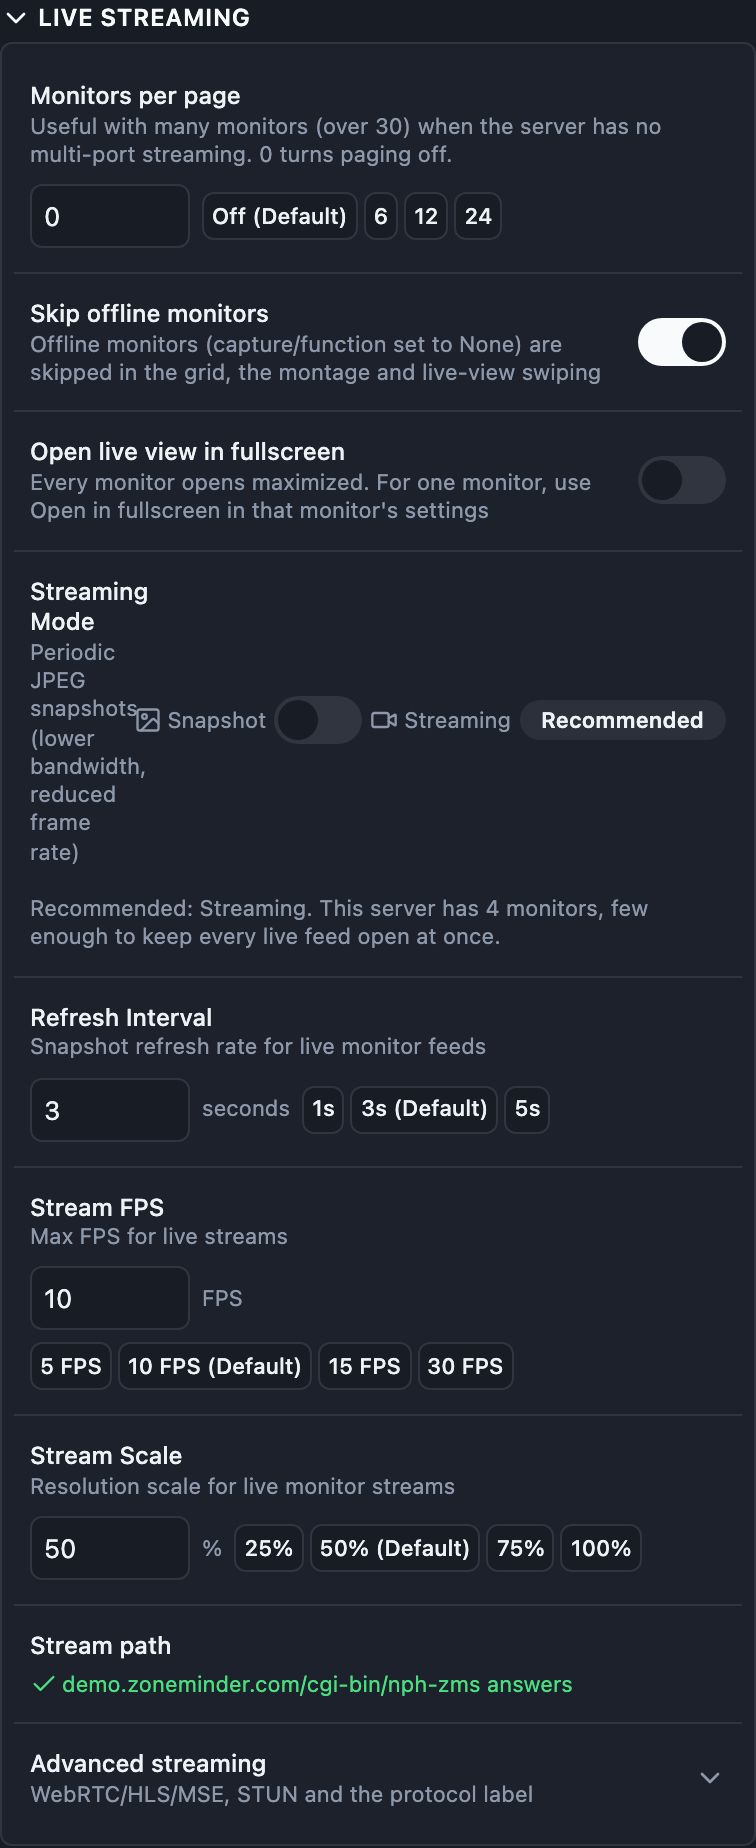 LIVE STREAMING
Monitors per page
Useful with many monitors (over 30) when the server has no
multi-port streaming. 0 turns paging off.
0 Off (Default) 6 12 24
Skip offline monitors
Offline monitors (capture/function set to None) are
skipped in the grid, the montage and live-view swiping
Open live view in fullscreen
Every monitor opens maximized. For one monitor, use
Open in fullscreen in that monitor's settings
Streaming
Mode
Periodic
JPEG
snapshots
(lower
bandwidth,
reduced
frame
rate)
Snapshot Streaming Recommended
Recommended: Streaming. This server has 4 monitors, few
enough to keep every live feed open at once.
Refresh Interval
Snapshot refresh rate for live monitor feeds
3 seconds 1s 3s (Default) 5s
Stream FPS
Max FPS for live streams
10 FPS
5 FPS 10 FPS (Default) 15 FPS 30 FPS
Stream Scale
Resolution scale for live monitor streams
50 % 25% 50% (Default) 75% 100%
Stream path
demo.zoneminder.com/cgi-bin/nph-zms answers
Advanced streaming
WebRTC/HLS/MSE, STUN and the protocol label